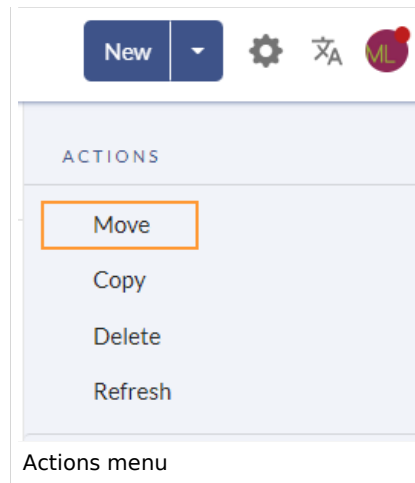 New
ML
ACTIONS
Move
Copy
Delete
Refresh
Actions menu